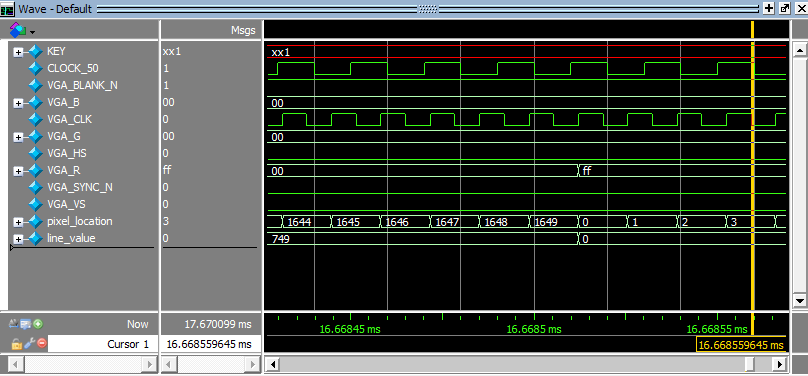 Wave - Default
Msgs
KEY xx1 xx1
CLOCK_50 1
VGA_BLANK_N 1
VGA_B 00 00
VGA_CLK 0
VGA_G 00 00
VGA_HS 0
VGA_R ff 00 ff
VGA_SYNC_N 0
VGA_VS 0
pixel_location 3 1644 1645 1646 1647 1648 1649 0 1 2 3
line_value 0 749 0
Now 17.670099 ms 16.66845 ms 16.6685 ms 16.66855 ms
Cursor 1 16.668559645 ms 16.668559645 ms